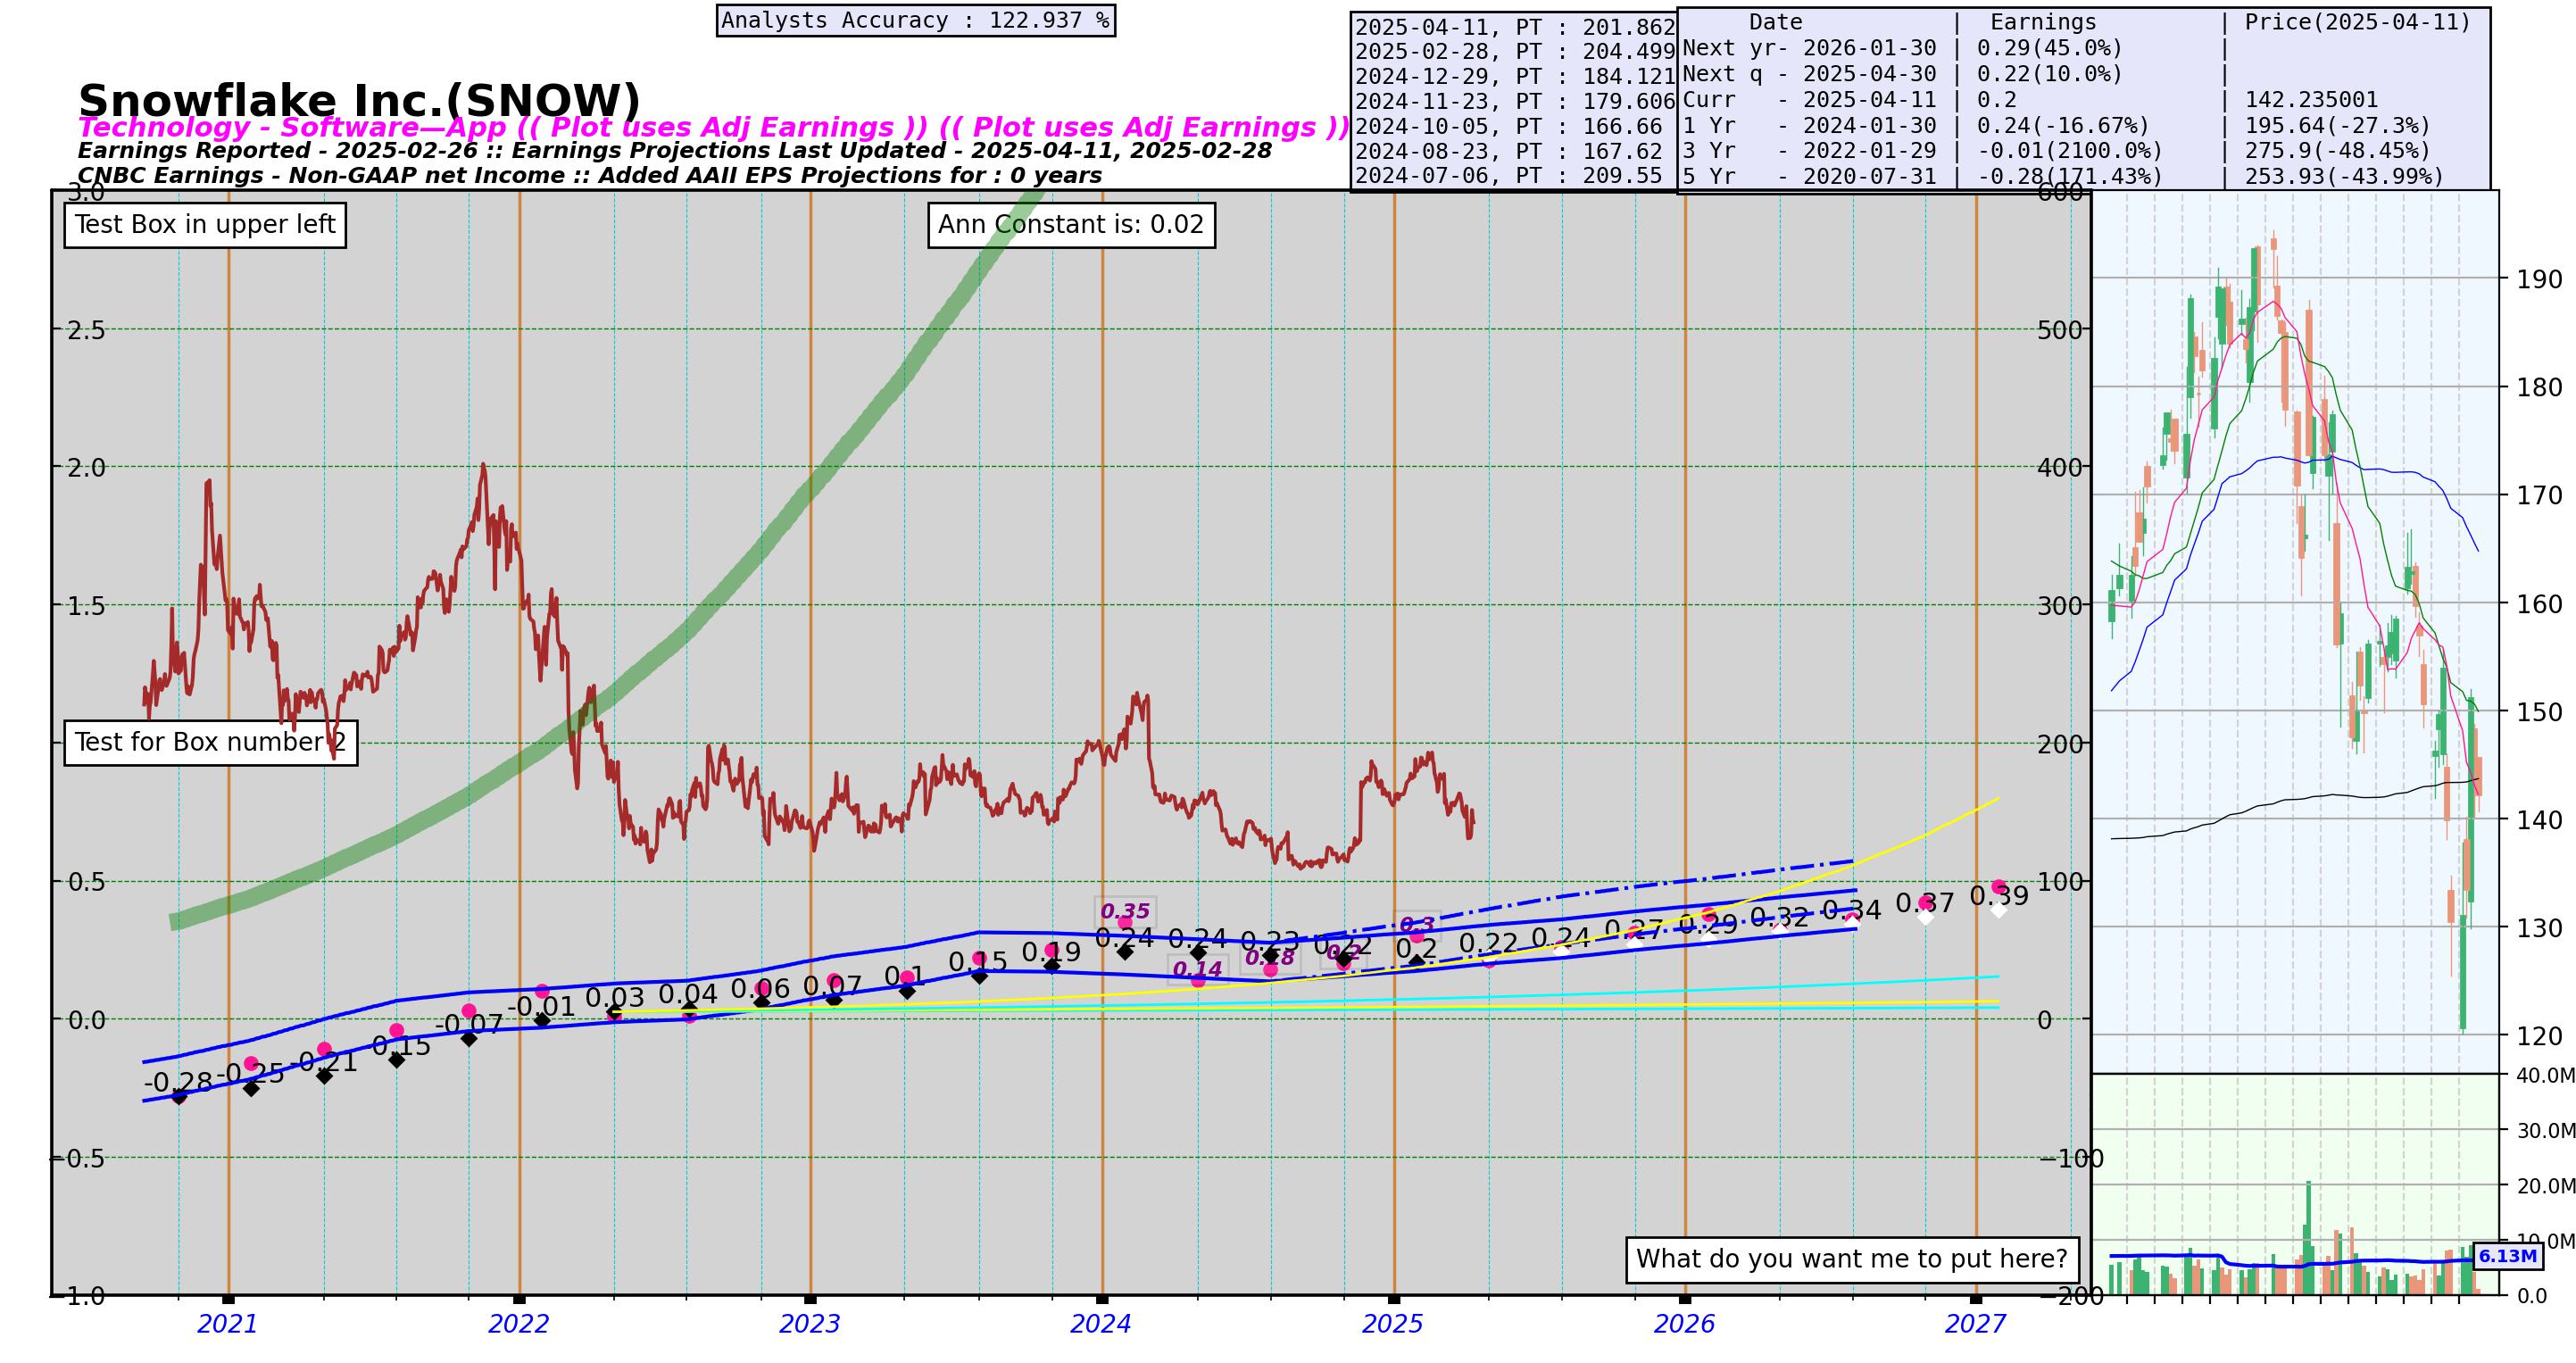 Analysts Accuracy : 122.937 %
2025-04-11, PT : 201.862
2025-02-28, PT : 204.499
2024-12-29, PT : 184.121
2024-11-23, PT : 179.606
2024-10-05, PT : 166.66
2024-08-23, PT : 167.62
2024-07-06, PT : 209.55
Date | Earnings | Price(2025-04-11)
Next yr- 2026-01-30 | 0.29(45.0%) |
Next q - 2025-04-30 | 0.22(10.0%) |
Curr - 2025-04-11 | 0.2 | 142.235001
1 Yr - 2024-01-30 | 0.24(-16.67%) | 195.64(-27.3%)
3 Yr - 2022-01-29 | -0.01(2100.0%) | 275.9(-48.45%)
5 Yr - 2020-07-31 | -0.28(171.43%) | 253.93(-43.99%)
Snowflake Inc.(SNOW)
Technology - Software—App (( Plot uses Adj Earnings )) (( Plot uses Adj Earnings ))
Earnings Reported - 2025-02-26 :: Earnings Projections Last Updated - 2025-04-11, 2025-02-28
CNBC Earnings - Non-GAAP net Income :: Added AAII EPS Projections for : 0 years
Test Box in upper left
Ann Constant is: 0.02
Test for Box number 2
What do you want me to put here?
3.0
2.5
2.0
1.5
0.5
0.0
−0.5
−1.0
600
500
400
300
200
100
0
−100
−200
-0.28 -0.25 -0.21 -0.15 -0.07 -0.01 0.03 0.04 0.06 0.07 0.1 0.15 0.19 0.24 0.24 0.23 0.22 0.2 0.22 0.24 0.27 0.29 0.32 0.34 0.37 0.39
0.35 0.14 0.18 0.2 0.3
190
180
170
160
150
140
130
120
40.0M
30.0M
20.0M
10.0M
6.13M
0.0
2021 2022 2023 2024 2025 2026 2027